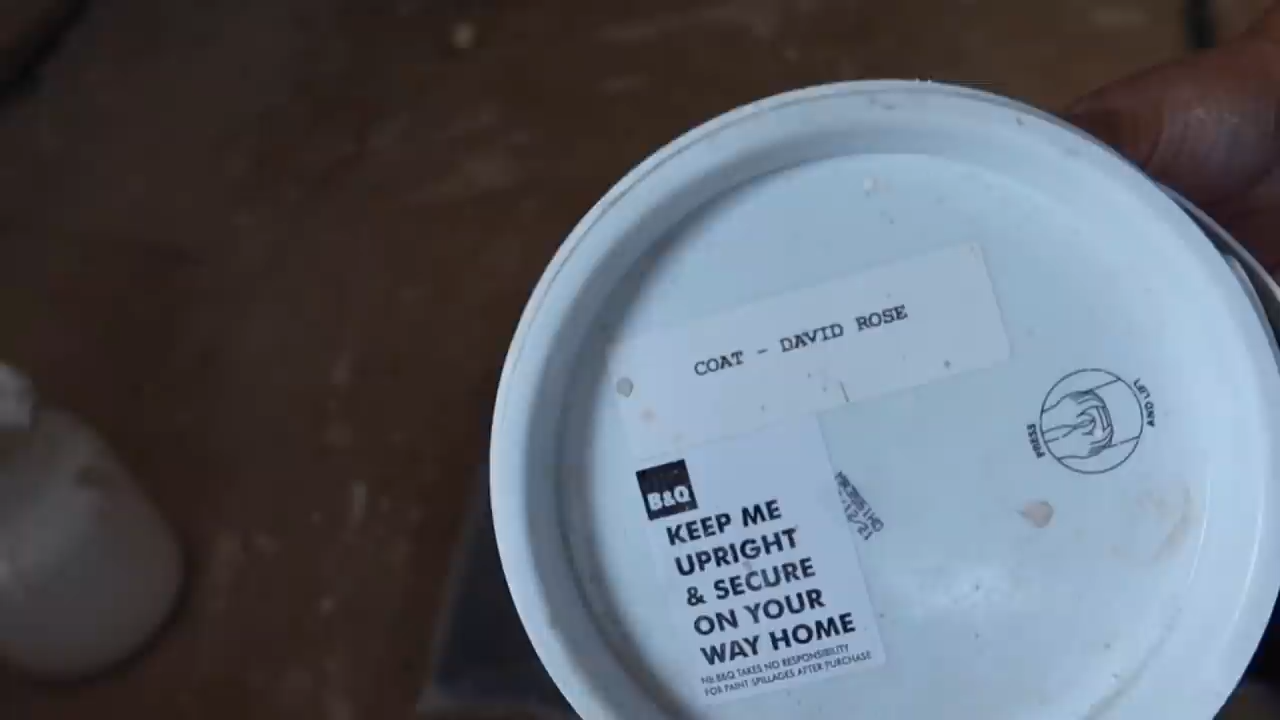 COAT - DAVID ROSE
PRESS
AND LIFT
B&Q
KEEP ME
UPRIGHT
& SECURE
ON YOUR
WAY HOME
NB B&Q TAKES NO RESPONSIBILITY
FOR PAINT SPILLAGES AFTER PURCHASE